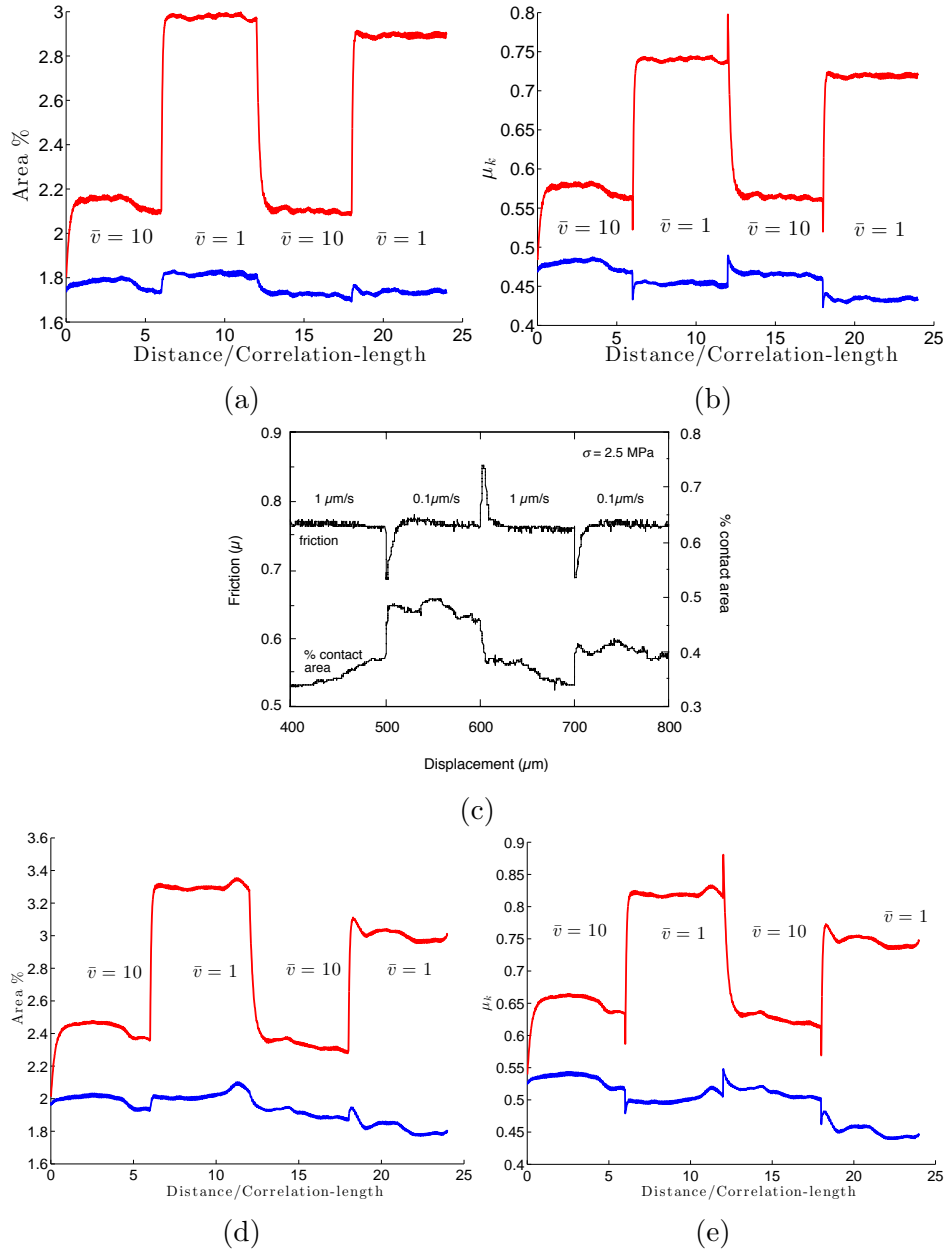 3
2.8
2.6
2.4
2.2
2
1.8
1.6
Area %
v̄ = 10
v̄ = 1
v̄ = 10
v̄ = 1
0 5 10 15 20 25
Distance/Correlation-length
(a)
0.8
0.75
0.7
0.65
0.6
0.55
0.5
0.45
0.4
μk
v̄ = 10
v̄ = 1
v̄ = 10
v̄ = 1
0 5 10 15 20 25
Distance/Correlation-length
(b)
0.9
0.8
0.7
0.6
0.5
Friction (μ)
σ = 2.5 MPa
1 μm/s
0.1μm/s
1 μm/s
0.1μm/s
friction
% contact
area
0.8
0.7
0.6
0.5
0.4
0.3
% contact area
400 500 600 700 800
Displacement (μm)
(c)
3.6
3.4
3.2
3
2.8
2.6
2.4
2.2
2
1.8
1.6
Area %
v̄ = 10
v̄ = 1
v̄ = 10
v̄ = 1
0 5 10 15 20 25
Distance/Correlation-length
(d)
0.9
0.85
0.8
0.75
0.7
0.65
0.6
0.55
0.5
0.45
0.4
μk
v̄ = 10
v̄ = 1
v̄ = 10
v̄ = 1
0 5 10 15 20 25
Distance/Correlation-length
(e)